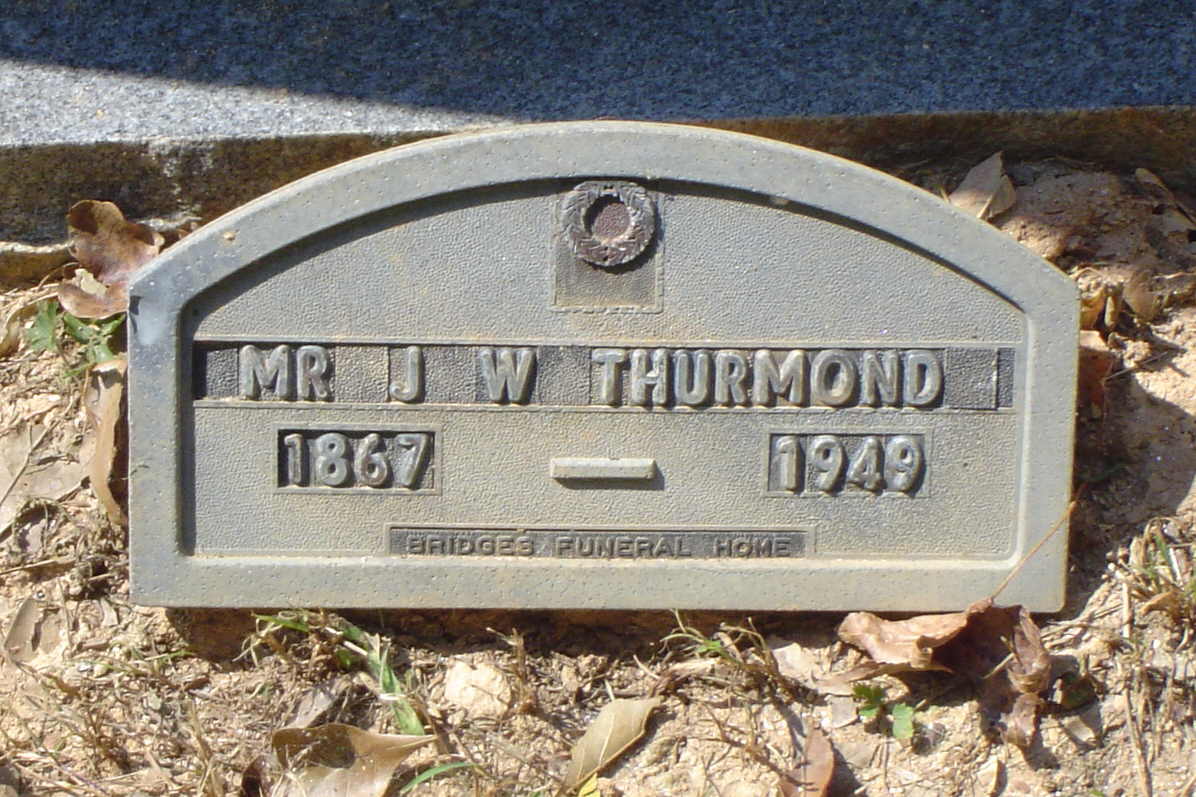 MR J W THURMOND
1867 — 1949
BRIDGES FUNERAL HOME